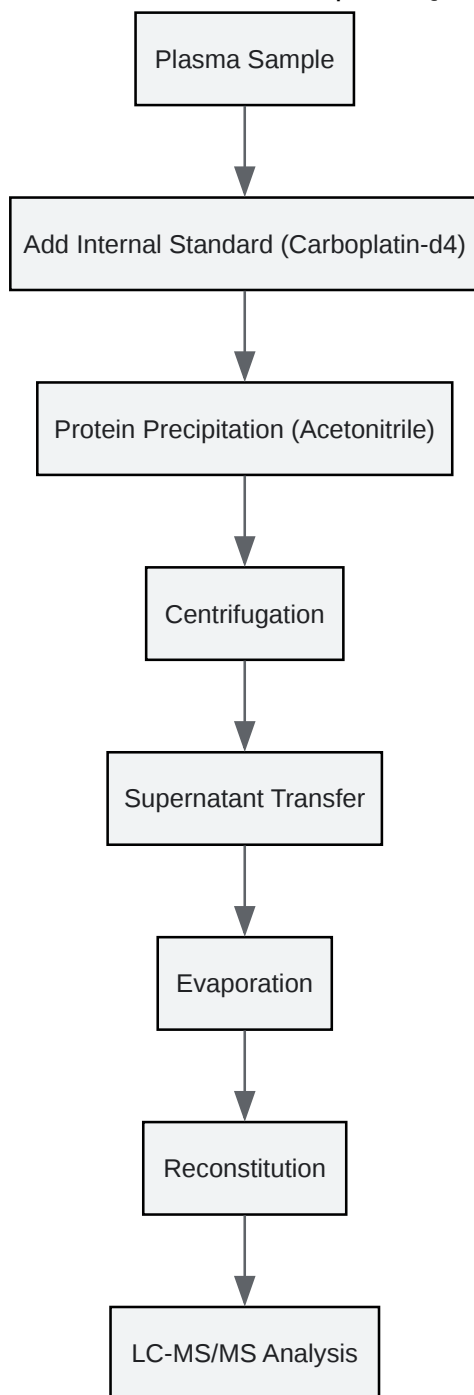 Plasma Sample
Add Internal Standard (Carboplatin-d4)
Protein Precipitation (Acetonitrile)
Centrifugation
Supernatant Transfer
Evaporation
Reconstitution
LC-MS/MS Analysis